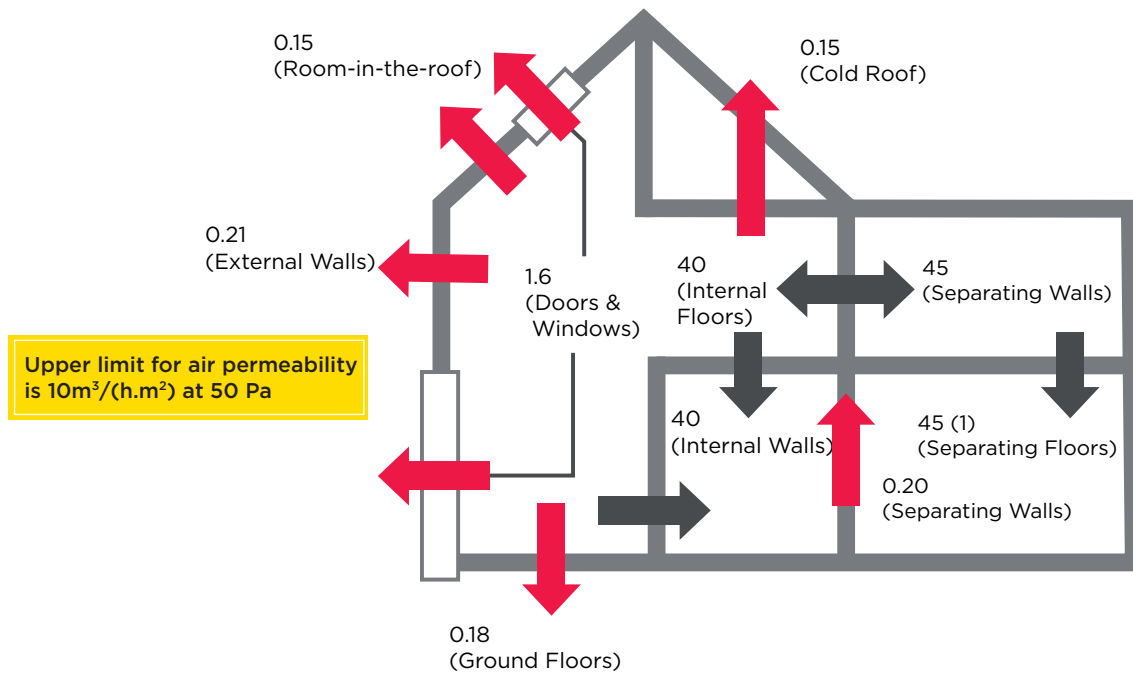 0.15
(Room-in-the-roof)
0.15
(Cold Roof)
0.21
(External Walls)
1.6
(Doors &
Windows)
40
(Internal
Floors)
45
(Separating Walls)
Upper limit for air permeability
is 10m³/(h.m²) at 50 Pa
40
(Internal Walls)
45 (1)
(Separating Floors)
0.20
(Separating Walls)
0.18
(Ground Floors)